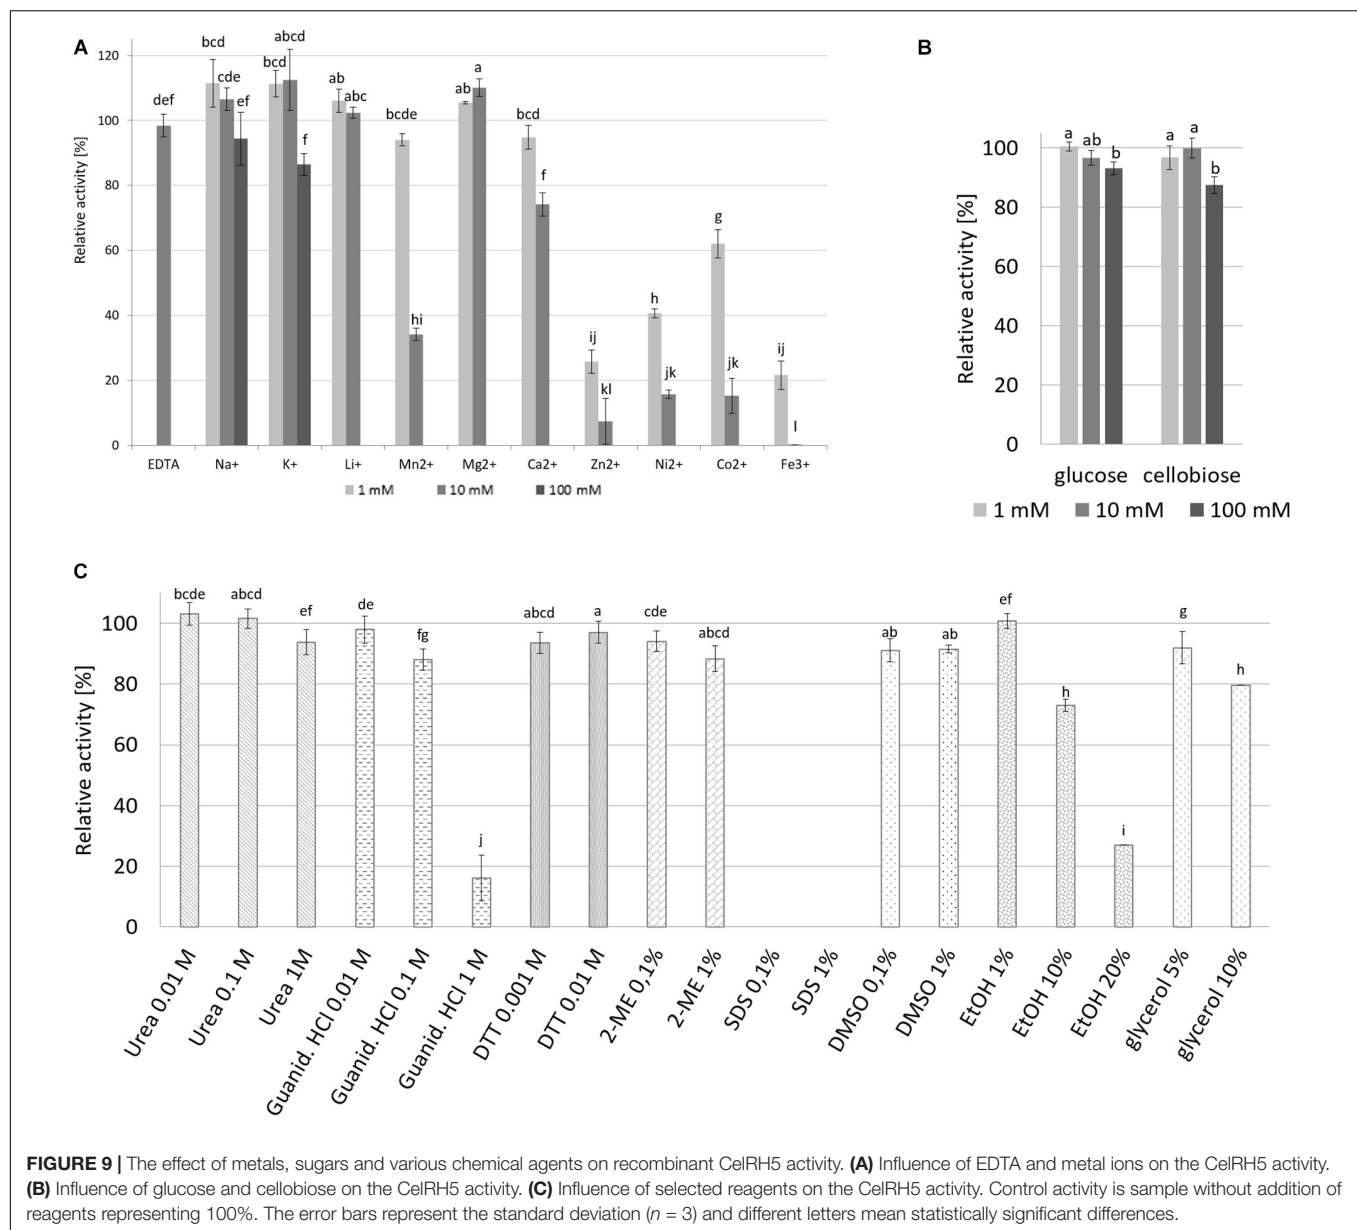 A
B
abcd
bcd
a
bcd
cde
ab
ab
def
ef
abc
bcde
bcd
f
f
g
hi
h
ij
jk
jk
ij
kl
l
120
100
80
60
40
20
0
Relative activity [%]
EDTA Na+ K+ Li+ Mn2+ Mg2+ Ca2+ Zn2+ Ni2+ Co2+ Fe3+
1 mM 10 mM 100 mM
a ab b a a b
100
80
60
40
20
0
Relative activity [%]
glucose cellobiose
1 mM 10 mM 100 mM
C
bcde abcd ef de fg j abcd a cde abcd ab ab ef h i g h
100
80
60
40
20
0
Relative activity [%]
Urea 0.01 M
Urea 0.1 M
Urea 1M
Guanid. HCl 0.01 M
Guanid. HCl 0.1 M
Guanid. HCl 1 M
DTT 0.001 M
DTT 0.01 M
2-ME 0,1%
2-ME 1%
SDS 0,1%
SDS 1%
DMSO 0,1%
DMSO 1%
EtOH 1%
EtOH 10%
EtOH 20%
glycerol 5%
glycerol 10%
FIGURE 9 | The effect of metals, sugars and various chemical agents on recombinant CelRH5 activity. (A) Influence of EDTA and metal ions on the CelRH5 activity.
(B) Influence of glucose and cellobiose on the CelRH5 activity. (C) Influence of selected reagents on the CelRH5 activity. Control activity is sample without addition of
reagents representing 100%. The error bars represent the standard deviation (n = 3) and different letters mean statistically significant differences.